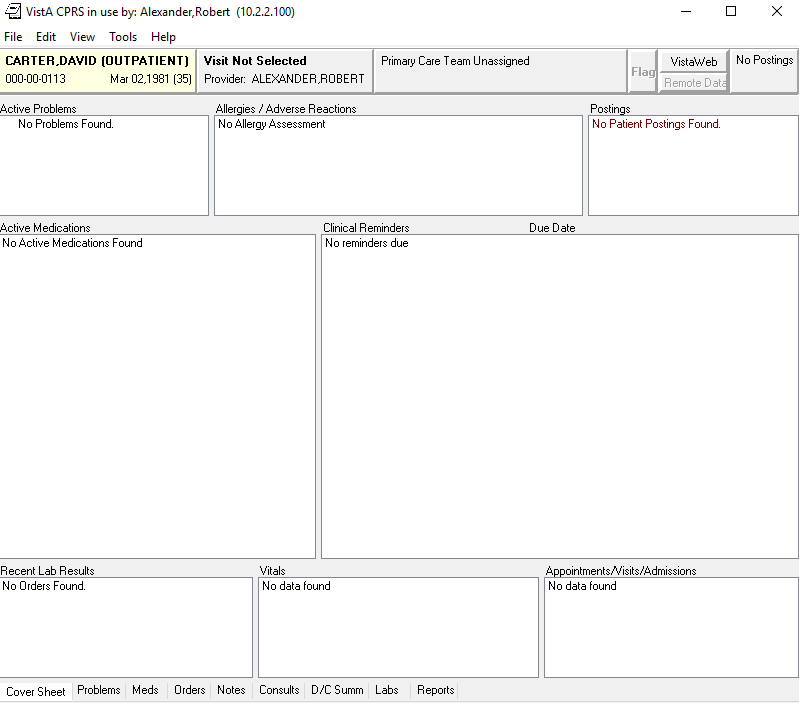 VistA CPRS in use by: Alexander,Robert (10.2.2.100)
File Edit View Tools Help
CARTER,DAVID (OUTPATIENT)
000-00-0113 Mar 02,1981 (35)
Visit Not Selected
Provider: ALEXANDER,ROBERT
Primary Care Team Unassigned
Flag
VistaWeb
Remote Data
No Postings
Active Problems
No Problems Found.
Allergies / Adverse Reactions
No Allergy Assessment
Postings
No Patient Postings Found.
Active Medications
No Active Medications Found
Clinical Reminders Due Date
No reminders due
Recent Lab Results
No Orders Found.
Vitals
No data found
Appointments/Visits/Admissions
No data found
Cover Sheet Problems Meds Orders Notes Consults D/C Summ Labs Reports